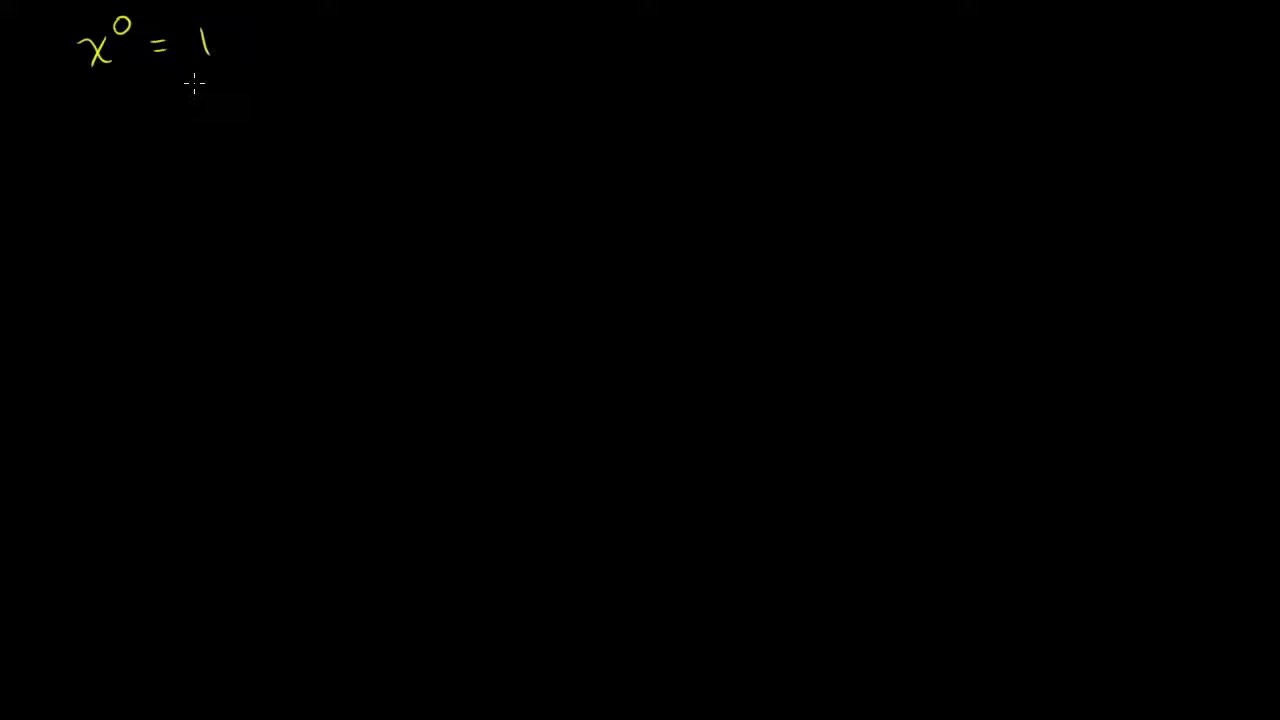 x⁰ = 1